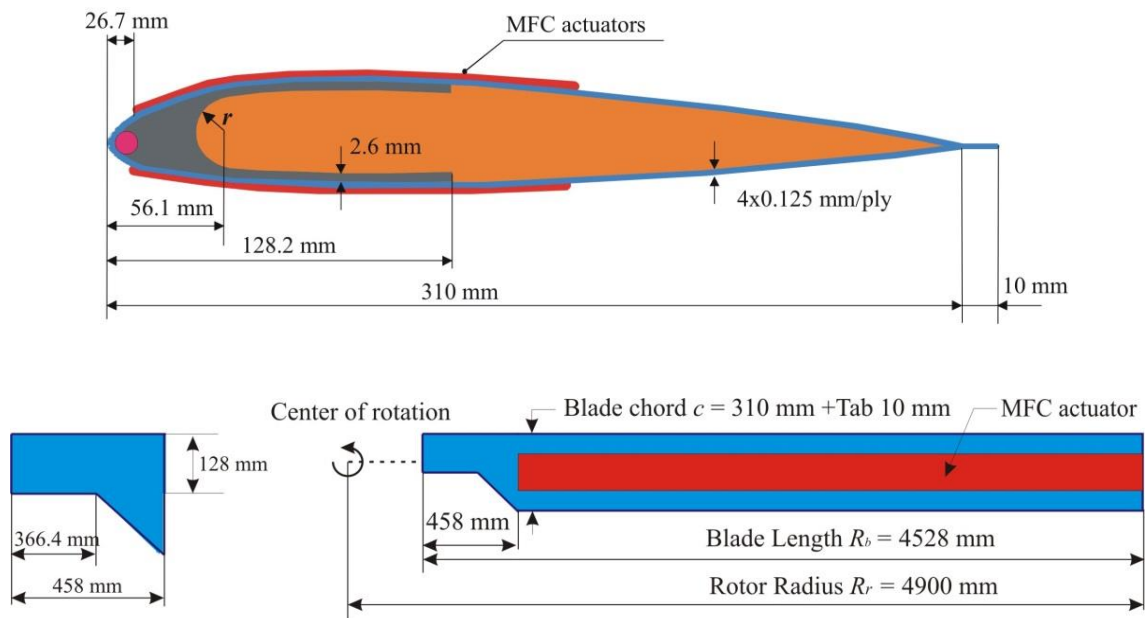 26.7 mm
MFC actuators
r
2.6 mm
4x0.125 mm/ply
56.1 mm
128.2 mm
310 mm
10 mm
Center of rotation
Blade chord c = 310 mm +Tab 10 mm
MFC actuator
128 mm
366.4 mm
458 mm
458 mm
Blade Length Rb = 4528 mm
Rotor Radius Rr = 4900 mm